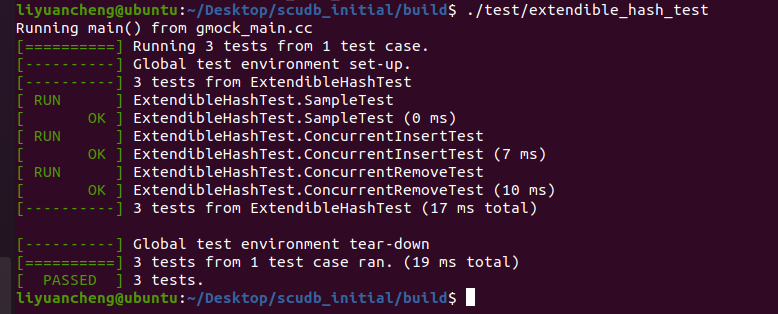 liyuancheng@ubuntu:~/Desktop/scudb_initial/build$ ./test/extendible_hash_test
Running main() from gmock_main.cc
[==========] Running 3 tests from 1 test case.
[----------] Global test environment set-up.
[----------] 3 tests from ExtendibleHashTest
[ RUN      ] ExtendibleHashTest.SampleTest
[       OK ] ExtendibleHashTest.SampleTest (0 ms)
[ RUN      ] ExtendibleHashTest.ConcurrentInsertTest
[       OK ] ExtendibleHashTest.ConcurrentInsertTest (7 ms)
[ RUN      ] ExtendibleHashTest.ConcurrentRemoveTest
[       OK ] ExtendibleHashTest.ConcurrentRemoveTest (10 ms)
[----------] 3 tests from ExtendibleHashTest (17 ms total)

[----------] Global test environment tear-down
[==========] 3 tests from 1 test case ran. (19 ms total)
[  PASSED  ] 3 tests.
liyuancheng@ubuntu:~/Desktop/scudb_initial/build$